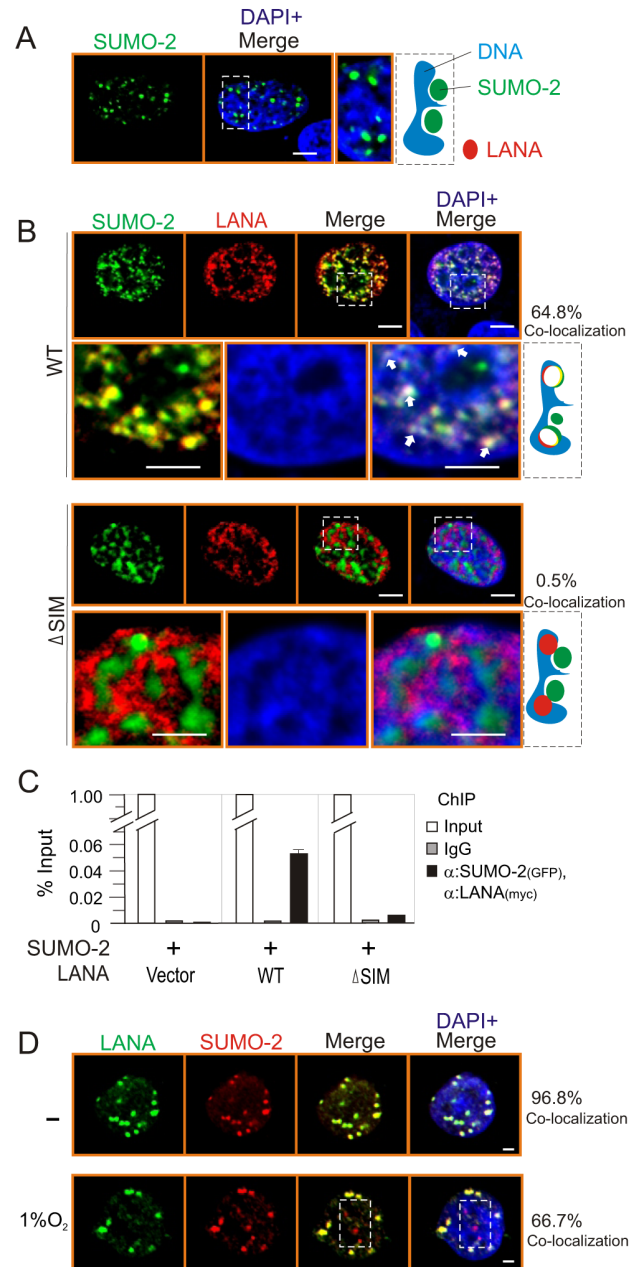 A
SUMO-2
DAPI+
Merge
DNA
SUMO-2
LANA
B
SUMO-2
LANA
Merge
DAPI+
Merge
WT
64.8%
Co-localization
ΔSIM
0.5%
Co-localization
C
ChIP
% Input
1.00
0.06
0.04
0.02
0
Input
IgG
α:SUMO-2(GFP),
α:LANA(myc)
SUMO-2 + + +
LANA Vector WT ΔSIM
D
LANA
SUMO-2
Merge
DAPI+
Merge
–
96.8%
Co-localization
1%O₂
66.7%
Co-localization